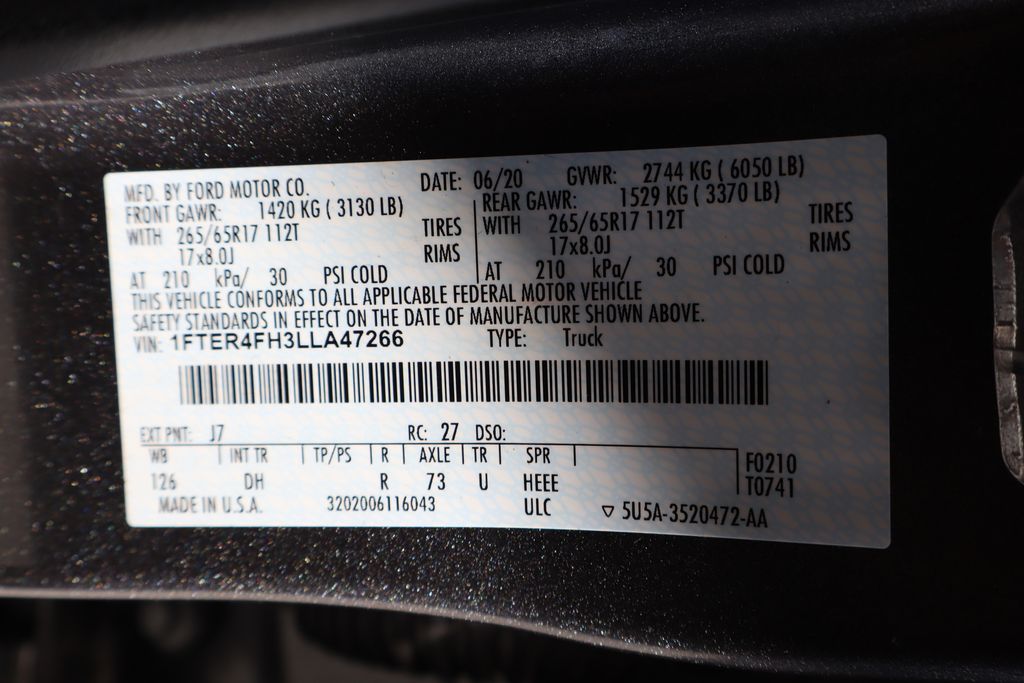 MFD. BY FORD MOTOR CO. DATE: 06/20 GVWR: 2744 KG ( 6050 LB)
FRONT GAWR: 1420 KG ( 3130 LB) REAR GAWR: 1529 KG ( 3370 LB)
WITH 265/65R17 112T TIRES WITH 265/65R17 112T TIRES
17x8.0J RIMS 17x8.0J RIMS
AT 210 kPa/ 30 PSI COLD AT 210 kPa/ 30 PSI COLD
THIS VEHICLE CONFORMS TO ALL APPLICABLE FEDERAL MOTOR VEHICLE
SAFETY STANDARDS IN EFFECT ON THE DATE OF MANUFACTURE SHOWN ABOVE.
VIN: 1FTER4FH3LLA47266 TYPE: Truck
EXT PNT: J7 RC: 27 DSO:
WB INT TR TP/PS R AXLE TR SPR F0210
126 DH R 73 U HEEE T0741
MADE IN U.S.A. 3202006116043 ULC ▽ 5U5A-3520472-AA